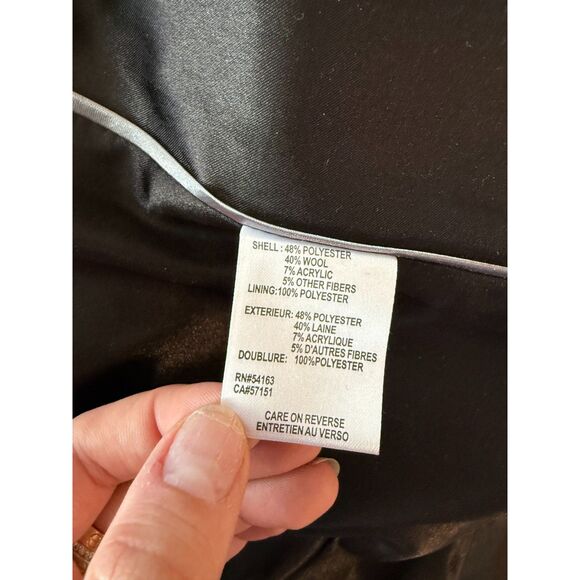 SHELL : 48% POLYESTER
40% WOOL
7% ACRYLIC
5% OTHER FIBERS
LINING:100% POLYESTER
EXTERIEUR: 48% POLYESTER
40% LAINE
7% ACRYLIQUE
5% D'AUTRES FIBRES
DOUBLURE: 100%POLYESTER
RN#54163
CA#57151
CARE ON REVERSE
ENTRETIEN AU VERSO